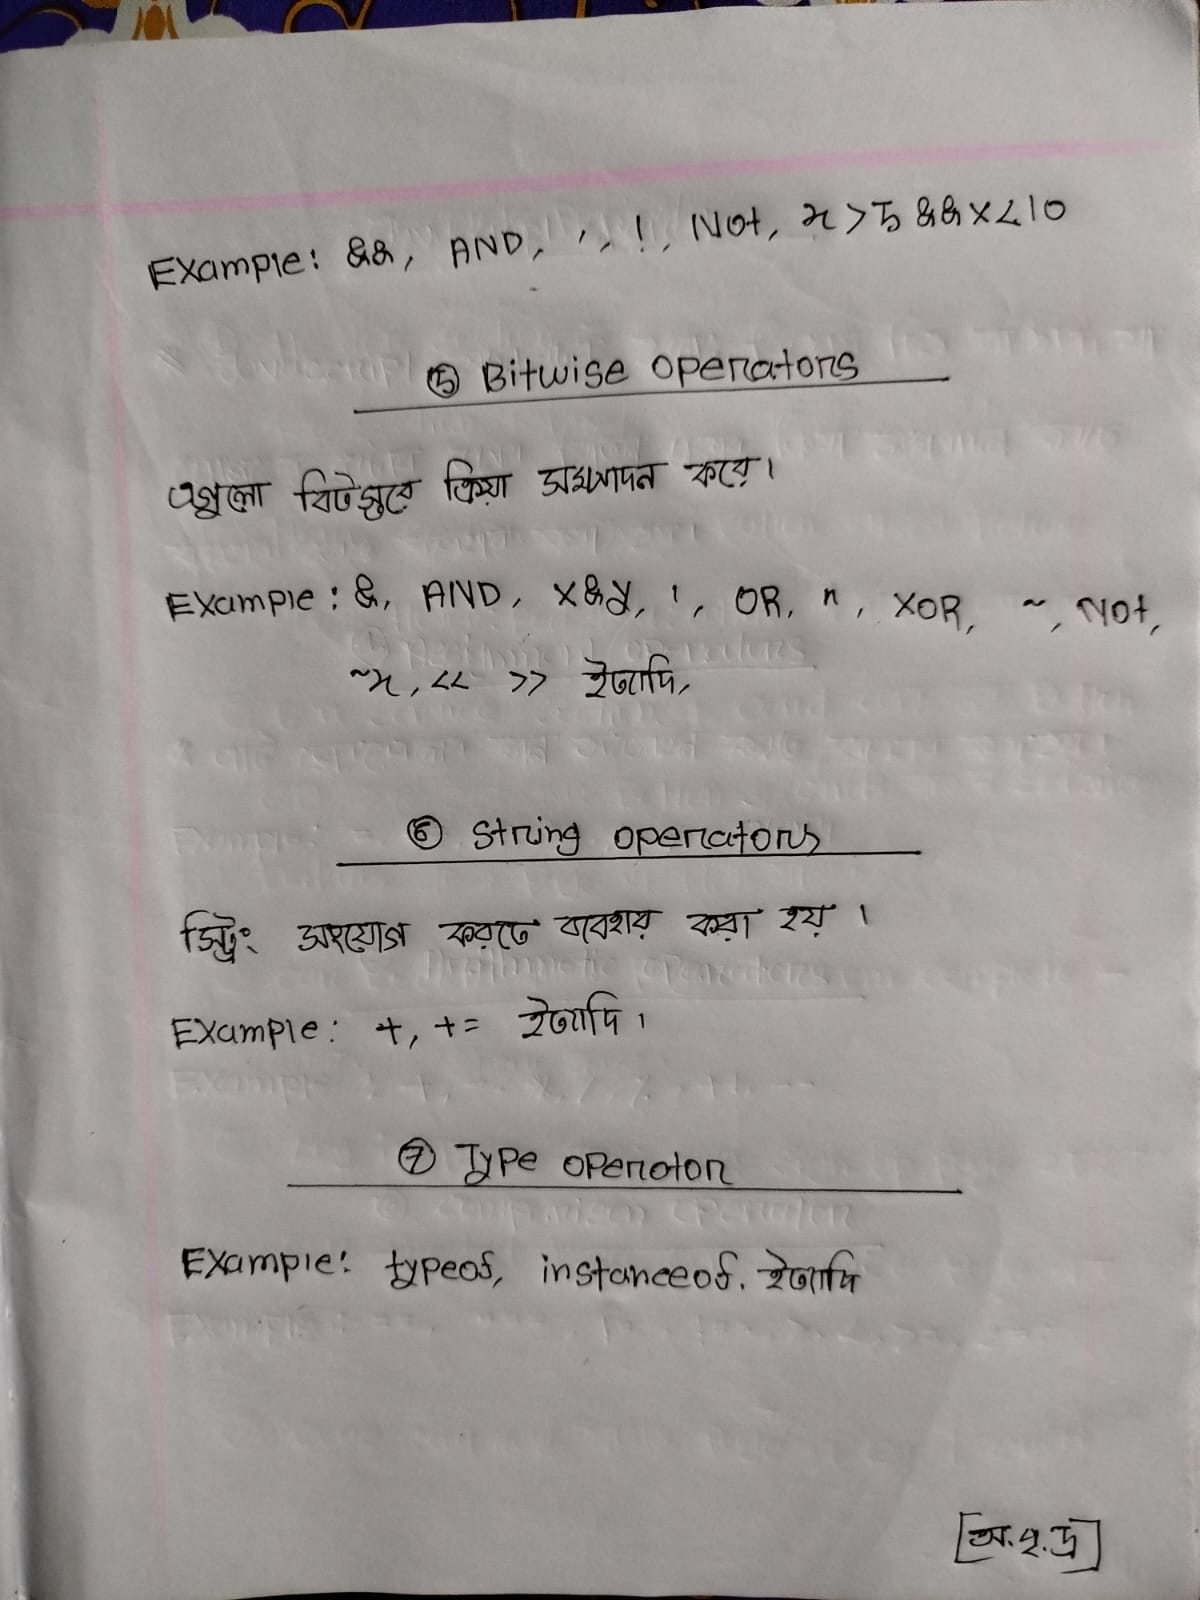 Example: &&, AND, ', !, Not, x > 5 && x < 10
⑤ Bitwise operators
এগুলো বিটস্তুরে ক্রিয়া সম্পাদন করে।
Example: &, AND, x&y, ', OR, ^, XOR, ~, Not,
~x, << >> ইত্যাদি,
⑥ String operators
স্ট্রিং সংযোগ করতে ব্যবহার করা হয়।
Example: +, += ইত্যাদি।
⑦ Type operator
Example: typeof, instanceof. ইত্যাদি
[অ.পৃ.দ্র]